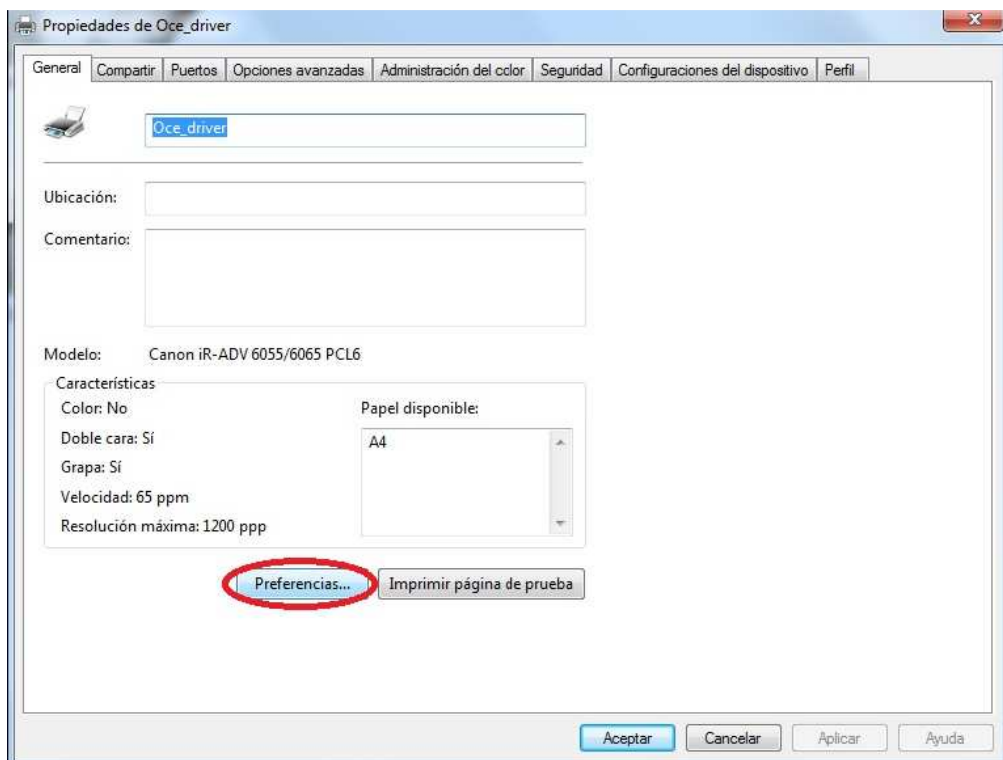 Propiedades de Oce_driver
General Compartir Puertos Opciones avanzadas Administración del color Seguridad Configuraciones del dispositivo Perfil
Oce_driver
Ubicación:
Comentario:
Modelo: Canon iR-ADV 6055/6065 PCL6
Características
Color: No
Papel disponible:
Doble cara: Sí
A4
Grapa: Sí
Velocidad: 65 ppm
Resolución máxima: 1200 ppp
Preferencias... Imprimir página de prueba
Aceptar Cancelar Aplicar Ayuda